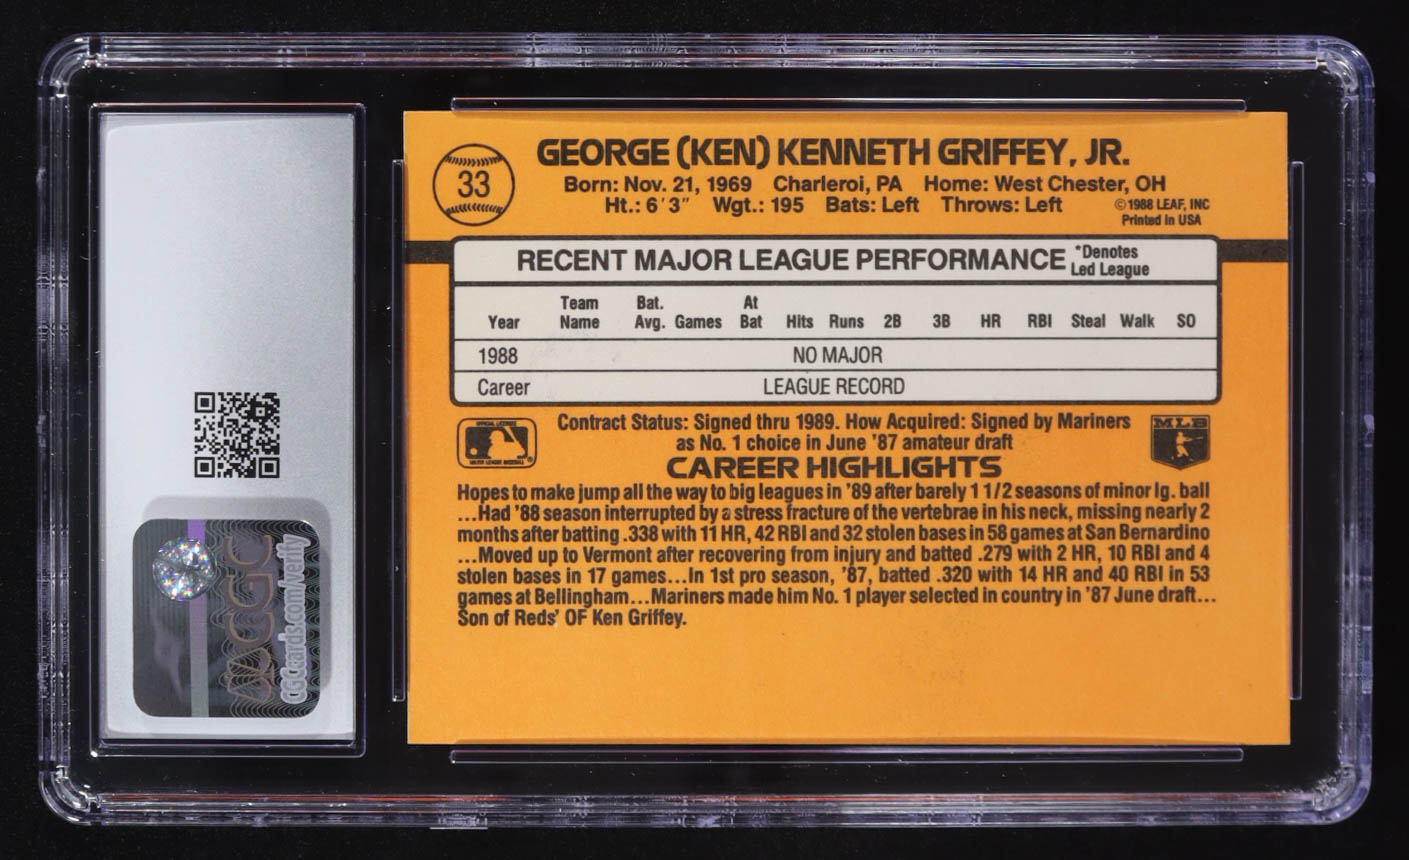 33
GEORGE (KEN) KENNETH GRIFFEY, JR.
Born: Nov. 21, 1969 Charleroi, PA Home: West Chester, OH
Ht.: 6'3" Wgt.: 195 Bats: Left Throws: Left
©1988 LEAF, INC
Printed in USA
RECENT MAJOR LEAGUE PERFORMANCE
*Denotes
Led League
Year Team Name Bat. Avg. Games At Bat Hits Runs 2B 3B HR RBI Steal Walk SO
1988 NO MAJOR
Career LEAGUE RECORD
Contract Status: Signed thru 1989. How Acquired: Signed by Mariners
as No. 1 choice in June '87 amateur draft
MLB
CAREER HIGHLIGHTS
Hopes to make jump all the way to big leagues in '89 after barely 1 1/2 seasons of minor lg. ball
...Had '88 season interrupted by a stress fracture of the vertebrae in his neck, missing nearly 2
months after batting .338 with 11 HR, 42 RBI and 32 stolen bases in 58 games at San Bernardino
...Moved up to Vermont after recovering from injury and batted .279 with 2 HR, 10 RBI and 4
stolen bases in 17 games...In 1st pro season, '87, batted .320 with 14 HR and 40 RBI in 53
games at Bellingham...Mariners made him No. 1 player selected in country in '87 June draft...
Son of Reds' OF Ken Griffey.
CGC
CGCcards.com/verify